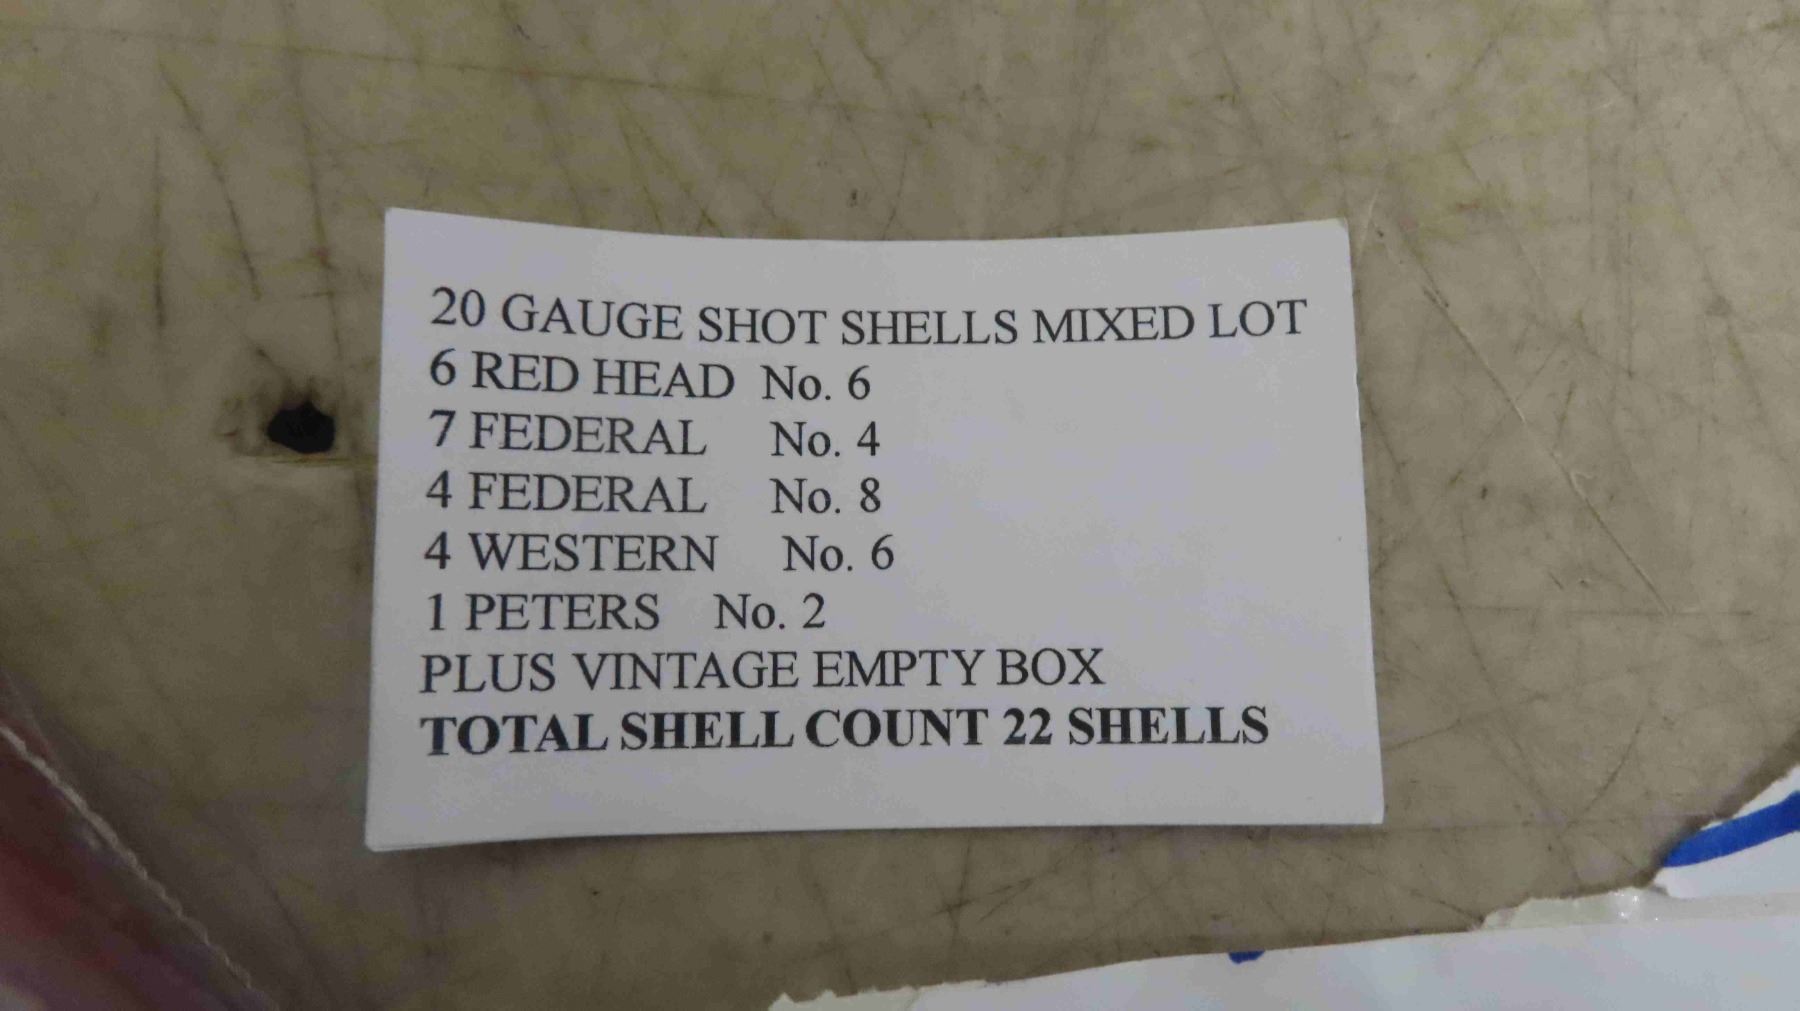 20 GAUGE SHOT SHELLS MIXED LOT
6 RED HEAD No. 6
7 FEDERAL No. 4
4 FEDERAL No. 8
4 WESTERN No. 6
1 PETERS No. 2
PLUS VINTAGE EMPTY BOX
TOTAL SHELL COUNT 22 SHELLS